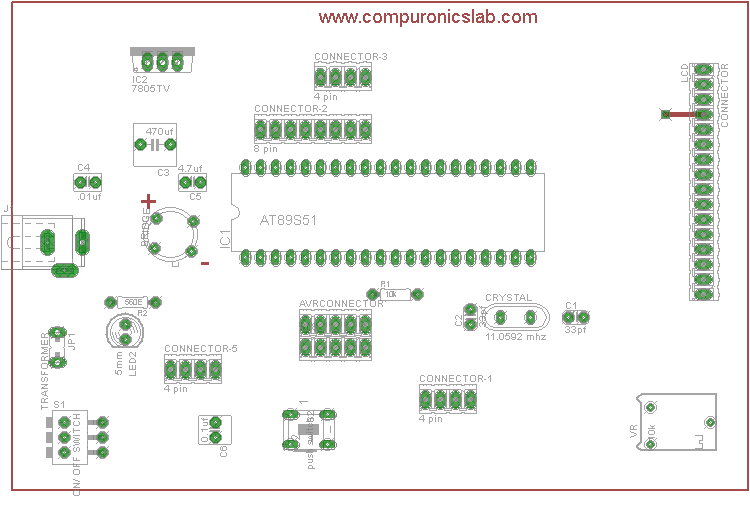 www.compuronicslab.com
IC2
7805TV
CONNECTOR-3
4 pin
LCD
CONNECTOR
CONNECTOR-2
8 pin
470uf
C3
C4
.01uf
4.7uf
C5
+
BRIDGE
-
IC1
AT89S51
J1
R1
10k
560E
R2
AVRCONNECTOR
CRYSTAL
11.0592 mhz
C2
33pf
C1
33pf
5mm
LED2
TRANSFORMER
JP1
CONNECTOR-5
4 pin
CONNECTOR-1
4 pin
S1
ON/ OFF SWITCH
0.1uf
C6
1
2
push switch
S2
VR
10k